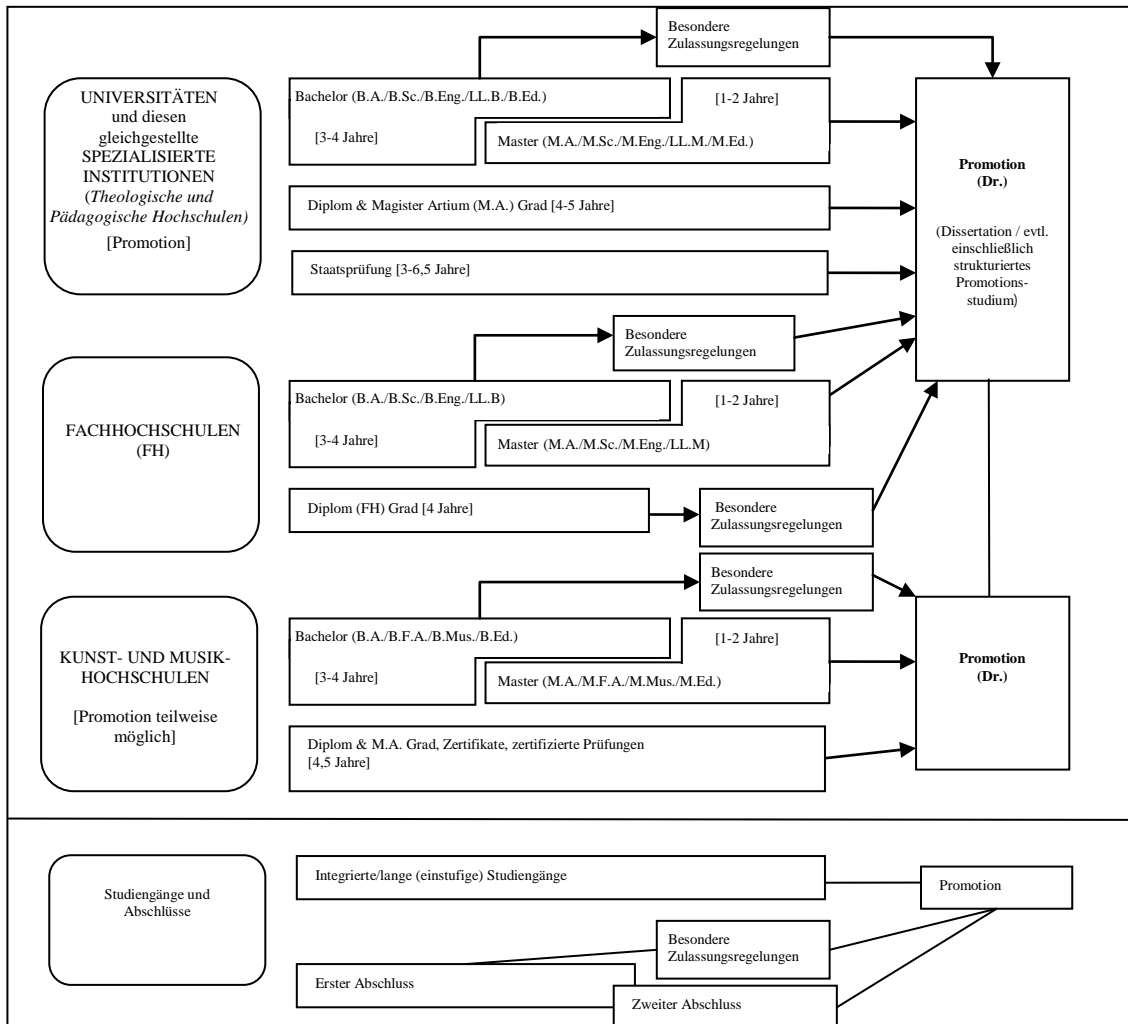 Besondere
Zulassungsregelungen
UNIVERSITÄTEN
und diesen
gleichgestellte
SPEZIALISIERTE
INSTITUTIONEN
(Theologische und
Pädagogische Hochschulen)
[Promotion]
Bachelor (B.A./B.Sc./B.Eng./LL.B./B.Ed.)
[3-4 Jahre]
[1-2 Jahre]
Master (M.A./M.Sc./M.Eng./LL.M./M.Ed.)
Diplom & Magister Artium (M.A.) Grad [4-5 Jahre]
Staatsprüfung [3-6,5 Jahre]
Promotion
(Dr.)
(Dissertation / evtl.
einschließlich
strukturiertes
Promotions-
studium)
Besondere
Zulassungsregelungen
FACHHOCHSCHULEN
(FH)
Bachelor (B.A./B.Sc./B.Eng./LL.B)
[3-4 Jahre]
[1-2 Jahre]
Master (M.A./M.Sc./M.Eng./LL.M)
Diplom (FH) Grad [4 Jahre]
Besondere
Zulassungsregelungen
Besondere
Zulassungsregelungen
KUNST- UND MUSIK-
HOCHSCHULEN
[Promotion teilweise
möglich]
Bachelor (B.A./B.F.A./B.Mus./B.Ed.)
[3-4 Jahre]
[1-2 Jahre]
Master (M.A./M.F.A./M.Mus./M.Ed.)
Diplom & M.A. Grad, Zertifikate, zertifizierte Prüfungen
[4,5 Jahre]
Promotion
(Dr.)
Studiengänge und
Abschlüsse
Integrierte/lange (einstufige) Studiengänge
Promotion
Besondere
Zulassungsregelungen
Erster Abschluss
Zweiter Abschluss